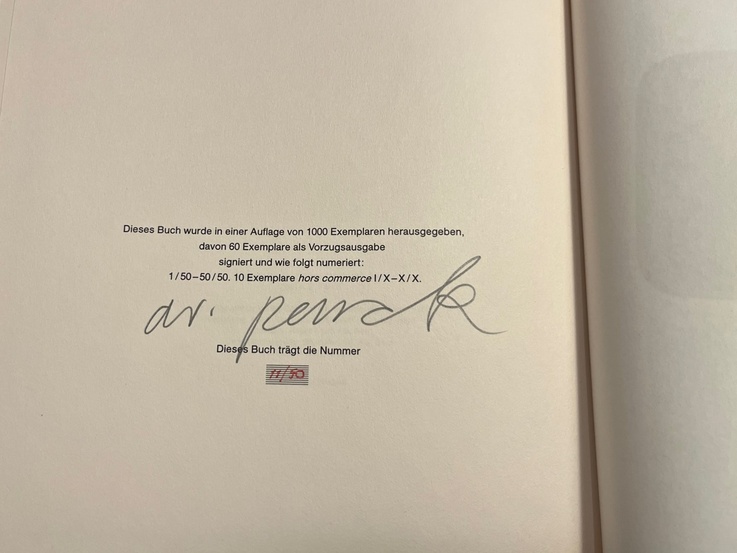 Dieses Buch wurde in einer Auflage von 1000 Exemplaren herausgegeben,
davon 60 Exemplare als Vorzugsausgabe
signiert und wie folgt numeriert:
1/50–50/50. 10 Exemplare hors commerce I/X–X/X.
dr. penck
Dieses Buch trägt die Nummer
11/50